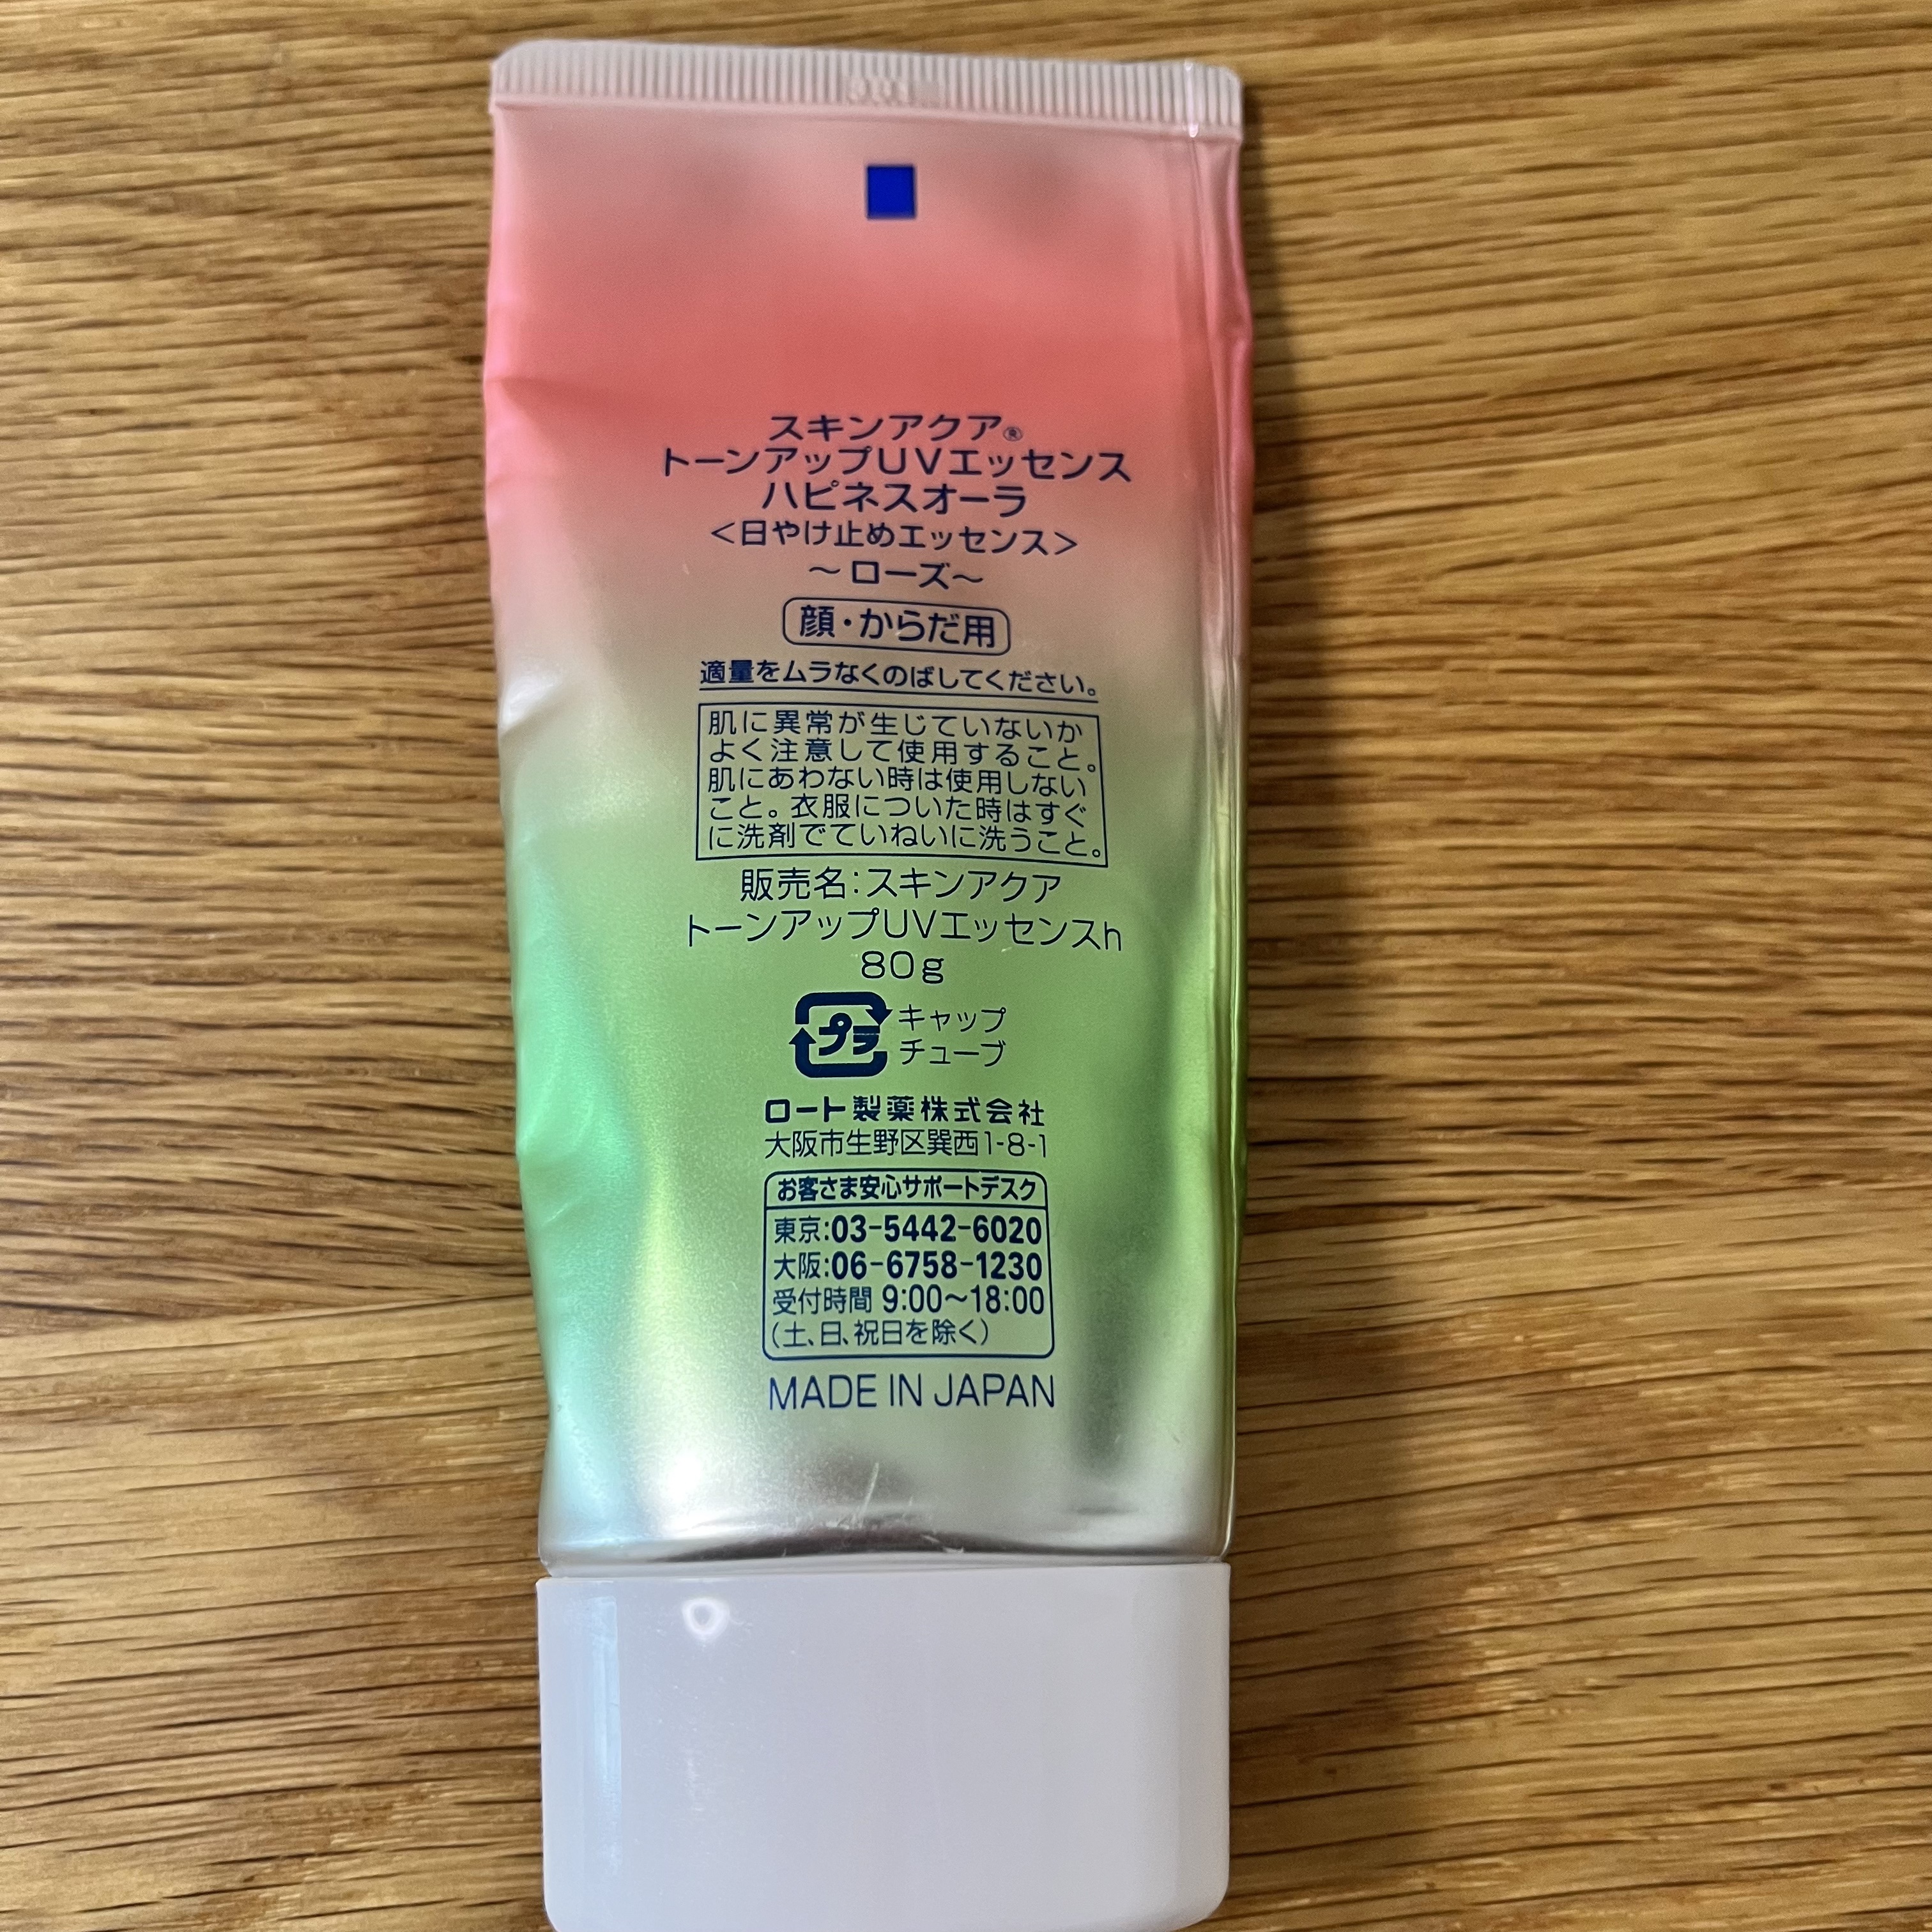 スキンアクア®
トーンアップUVエッセンス
ハピネスオーラ
<日やけ止めエッセンス>
～ローズ～
顔・からだ用
適量をムラなくのばしてください。
肌に異常が生じていないか
よく注意して使用すること。
肌にあわない時は使用しない
こと。衣服についた時はすぐ
に洗剤でていねいに洗うこと。
販売名:スキンアクア
トーンアップUVエッセンスh
80g
プラ キャップ
チューブ
ロート製薬株式会社
大阪市生野区巽西1-8-1
お客さま安心サポートデスク
東京:03-5442-6020
大阪:06-6758-1230
受付時間 9:00～18:00
(土、日、祝日を除く)
MADE IN JAPAN